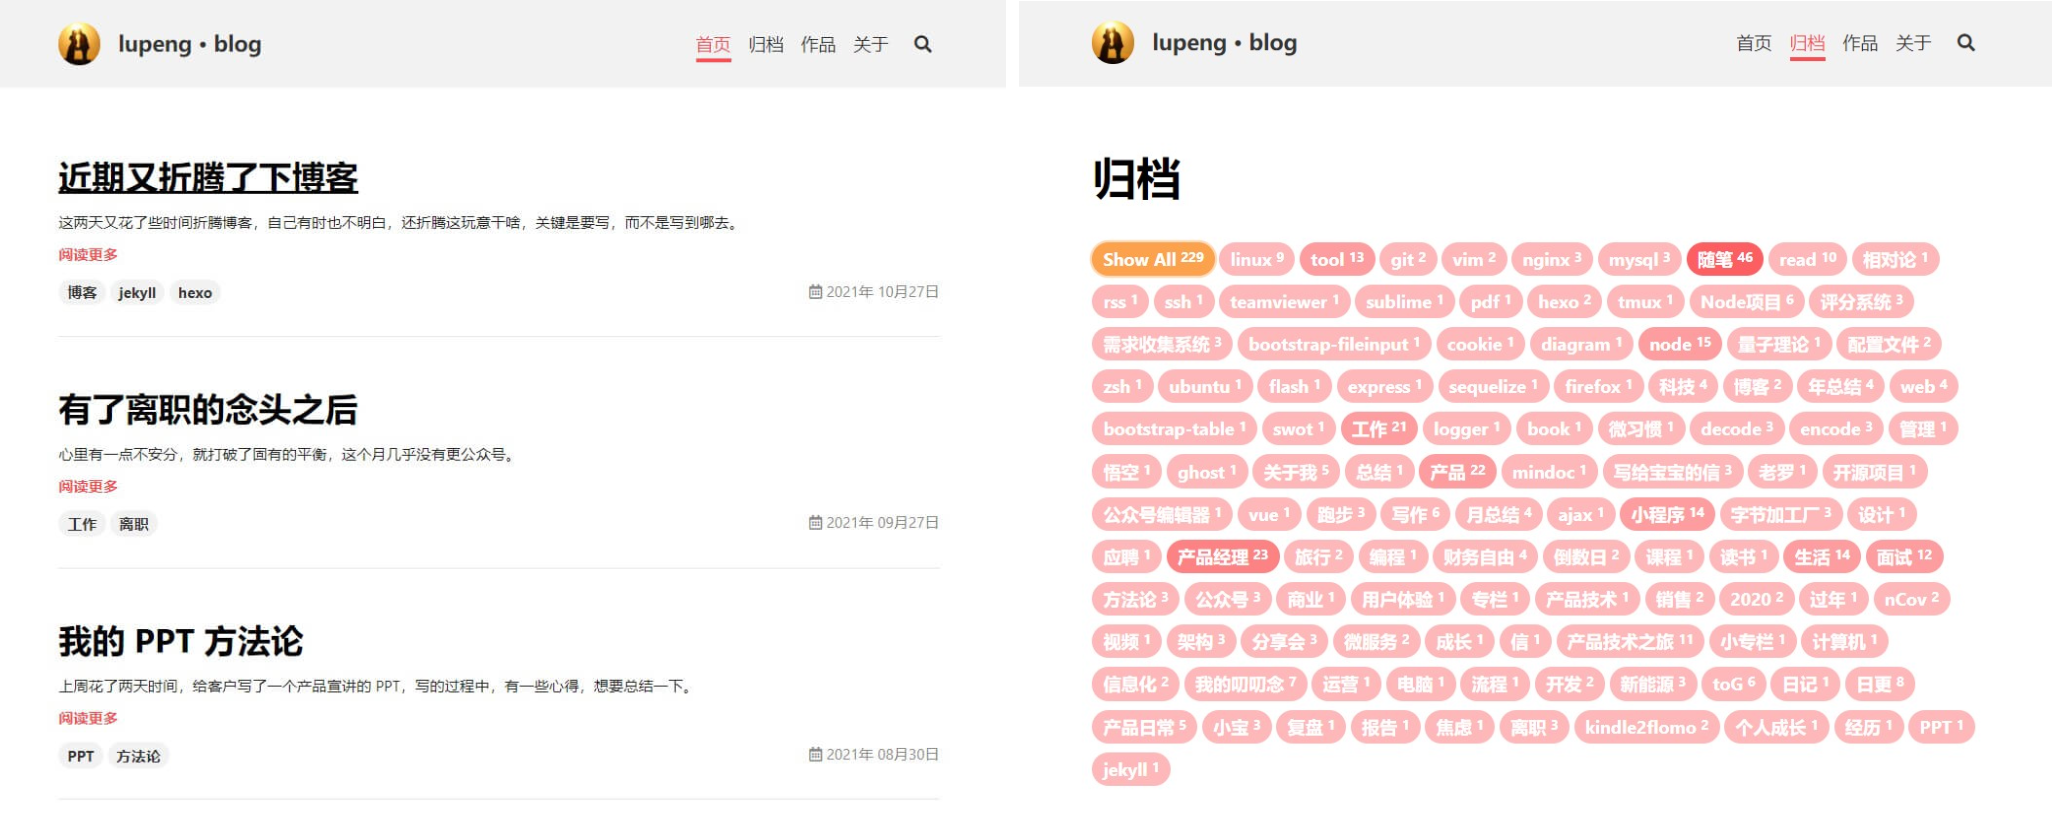 lupeng • blog
首页 归档 作品 关于
近期又折腾了下博客
这两天又花了些时间折腾博客，自己有时也不明白，还折腾这玩意干啥，关键是要写，而不是写到哪去。
阅读更多
博客 jekyll hexo
2021年 10月27日
有了离职的念头之后
心里有一点不安分，就打破了固有的平衡，这个月几乎没有更公众号。
阅读更多
工作 离职
2021年 09月27日
我的 PPT 方法论
上周花了两天时间，给客户写了一个产品宣讲的 PPT，写的过程中，有一些心得，想要总结一下。
阅读更多
PPT 方法论
2021年 08月30日
lupeng • blog
首页 归档 作品 关于
归档
Show All 229 linux 9 tool 13 git 2 vim 2 nginx 3 mysql 3 随笔 46 read 10 相对论 1
rss 1 ssh 1 teamviewer 1 sublime 1 pdf 1 hexo 2 tmux 1 Node项目 6 评分系统 3
需求收集系统 3 bootstrap-fileinput 1 cookie 1 diagram 1 node 15 量子理论 1 配置文件 2
zsh 1 ubuntu 1 flash 1 express 1 sequelize 1 firefox 1 科技 4 博客 2 年总结 4 web 4
bootstrap-table 1 swot 1 工作 21 logger 1 book 1 微习惯 1 decode 3 encode 3 管理 1
悟空 1 ghost 1 关于我 5 总结 1 产品 22 mindoc 1 写给宝宝的信 3 老罗 1 开源项目 1
公众号编辑器 1 vue 1 跑步 3 写作 6 月总结 4 ajax 1 小程序 14 字节加工厂 3 设计 1
应聘 1 产品经理 23 旅行 2 编程 1 财务自由 4 倒数日 2 课程 1 读书 1 生活 14 面试 12
方法论 3 公众号 3 商业 1 用户体验 1 专栏 1 产品技术 1 销售 2 2020 2 过年 1 nCov 2
视频 1 架构 3 分享会 3 微服务 2 成长 1 信 1 产品技术之旅 11 小专栏 1 计算机 1
信息化 2 我的叨叨念 7 运营 1 电脑 1 流程 1 开发 2 新能源 3 toG 6 日记 1 日更 8
产品日常 5 小宝 3 复盘 1 报告 1 焦虑 1 离职 3 kindle2flomo 2 个人成长 1 经历 1 PPT 1
jekyll 1